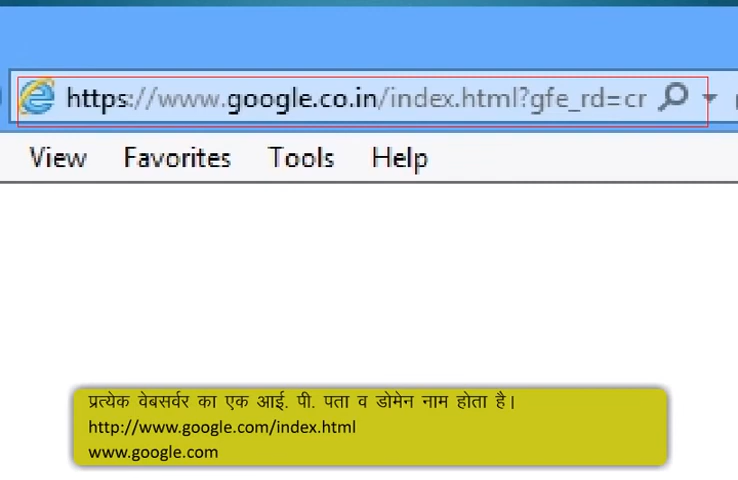 https://www.google.co.in/index.html?gfe_rd=cr
View Favorites Tools Help
प्रत्येक वेबसर्वर का एक आई. पी. पता व डोमेन नाम होता है।
http://www.google.com/index.html
www.google.com